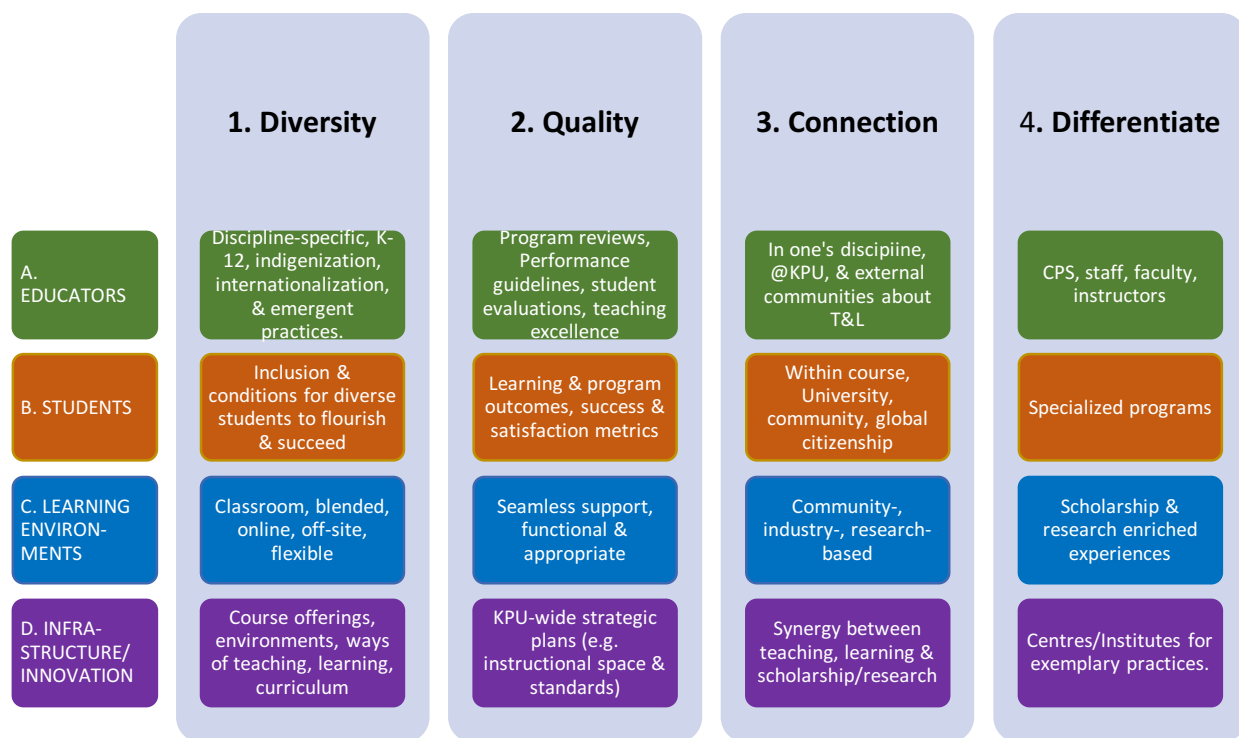 1. Diversity
2. Quality
3. Connection
4. Differentiate
A.
EDUCATORS
Discipline-specific, K-
12, indigenization,
internationalization,
& emergent
practices.
Program reviews,
Performance
guidelines, student
evaluations, teaching
excellence
In one's discipiine,
@KPU, & external
communities about
T&L
CPS, staff, faculty,
instructors
B. STUDENTS
Inclusion &
conditions for diverse
students to flourish
& succeed
Learning & program
outcomes, success &
satisfaction metrics
Within course,
University,
community, global
citizenship
Specialized programs
C. LEARNING
ENVIRON-
MENTS
Classroom, blended,
online, off-site,
flexible
Seamless support,
functional &
appropriate
Community-,
industry-, research-
based
Scholarship &
research enriched
experiences
D. INFRA-
STRUCTURE/
INNOVATION
Course offerings,
environments, ways
of teaching, learning,
curriculum
KPU-wide strategic
plans (e.g.
instructional space &
standards)
Synergy between
teaching, learning &
scholarship/research
Centres/Institutes for
exemplary practices.